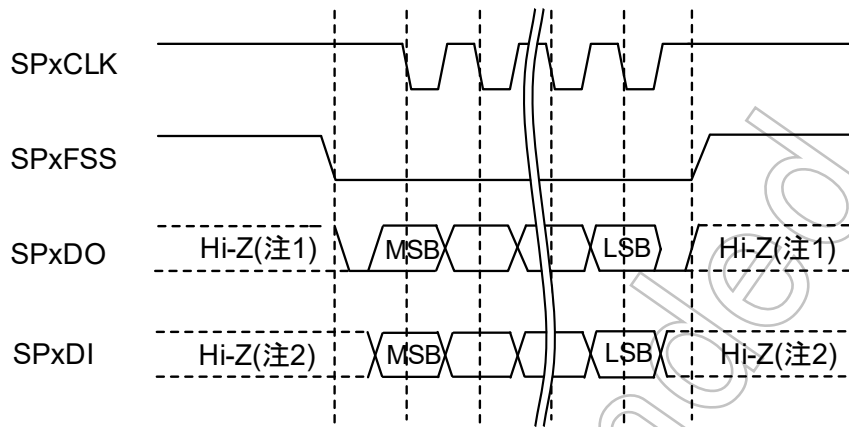 SPxCLK
SPxFSS
SPxDO Hi-Z(注1) MSB LSB Hi-Z(注1)
SPxDI Hi-Z(注2) MSB LSB Hi-Z(注2)
nded